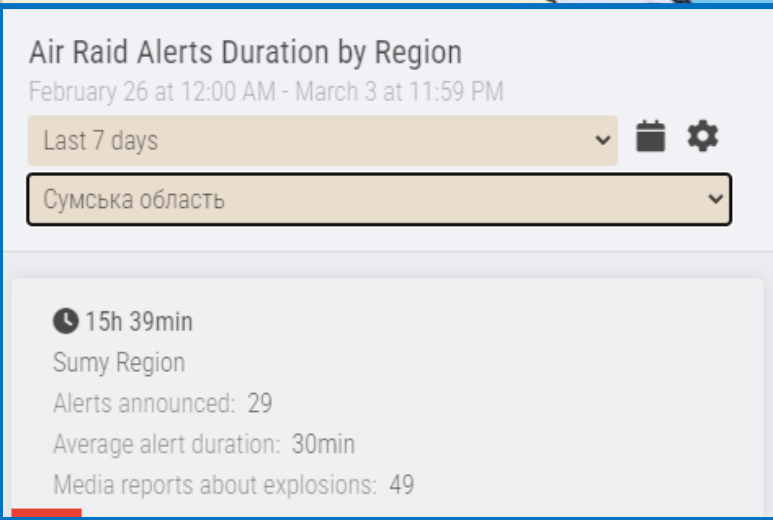 Air Raid Alerts Duration by Region
February 26 at 12:00 AM - March 3 at 11:59 PM
Last 7 days
Сумська область
15h 39min
Sumy Region
Alerts announced: 29
Average alert duration: 30min
Media reports about explosions: 49